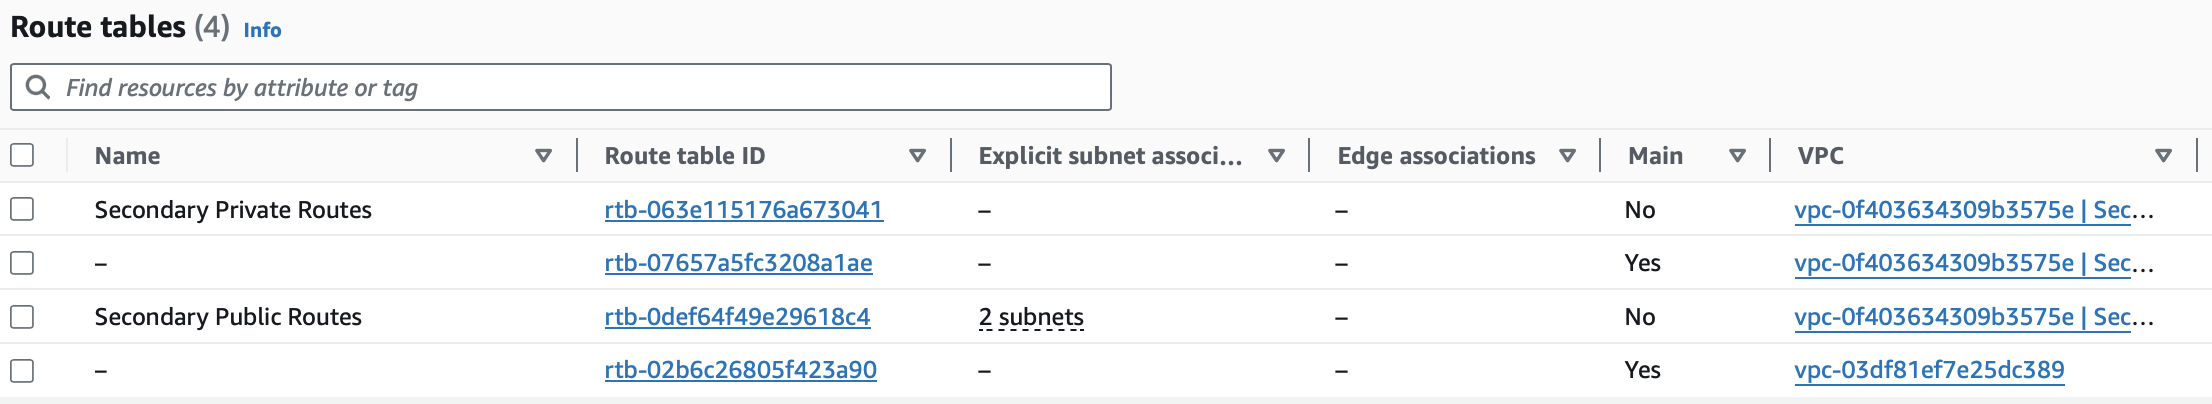 Route tables (4) Info
Find resources by attribute or tag
Name Route table ID Explicit subnet associ... Edge associations Main VPC
Secondary Private Routes rtb-063e115176a673041 – – No vpc-0f403634309b3575e | Sec...
– rtb-07657a5fc3208a1ae – – Yes vpc-0f403634309b3575e | Sec...
Secondary Public Routes rtb-0def64f49e29618c4 2 subnets – No vpc-0f403634309b3575e | Sec...
– rtb-02b6c26805f423a90 – – Yes vpc-03df81ef7e25dc389